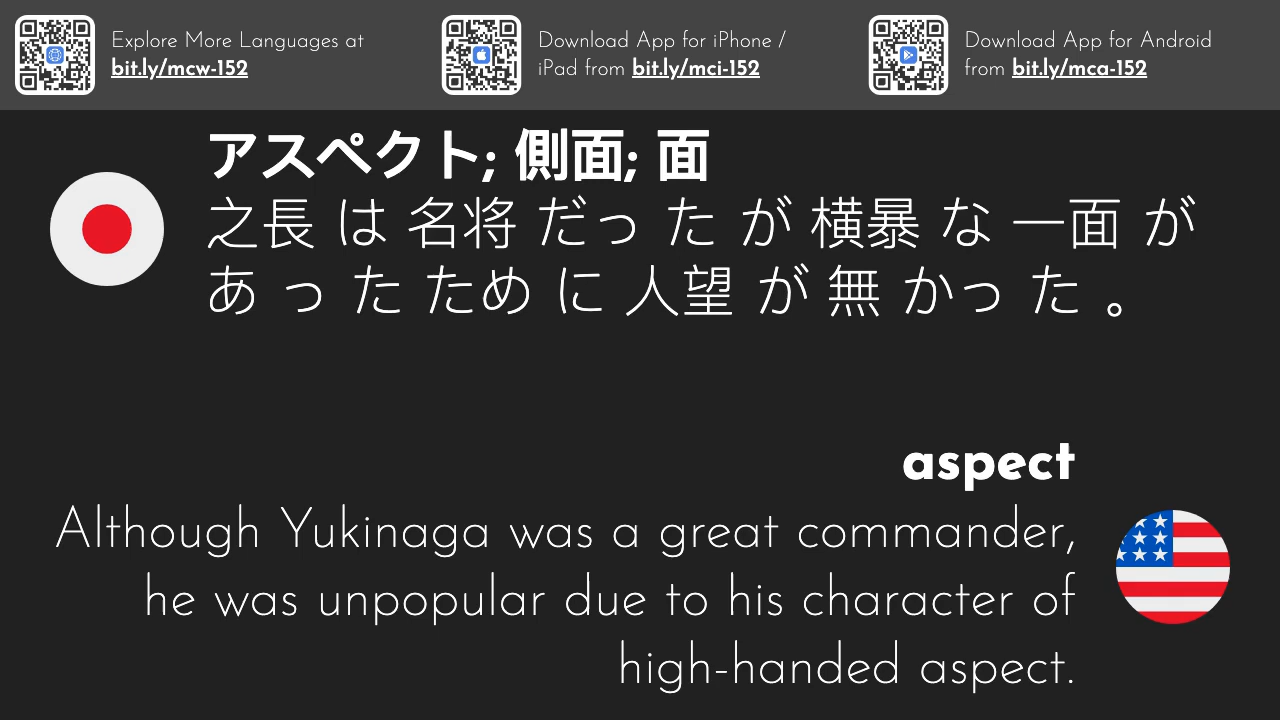 Explore More Languages at
bit.ly/mcw-152
Download App for iPhone /
iPad from bit.ly/mci-152
Download App for Android
from bit.ly/mca-152
アスペクト; 側面; 面
之長 は 名将 だっ た が 横暴 な 一面 が
あっ た ため に 人望 が 無 かっ た 。
aspect
Although Yukinaga was a great commander,
he was unpopular due to his character of
high-handed aspect.